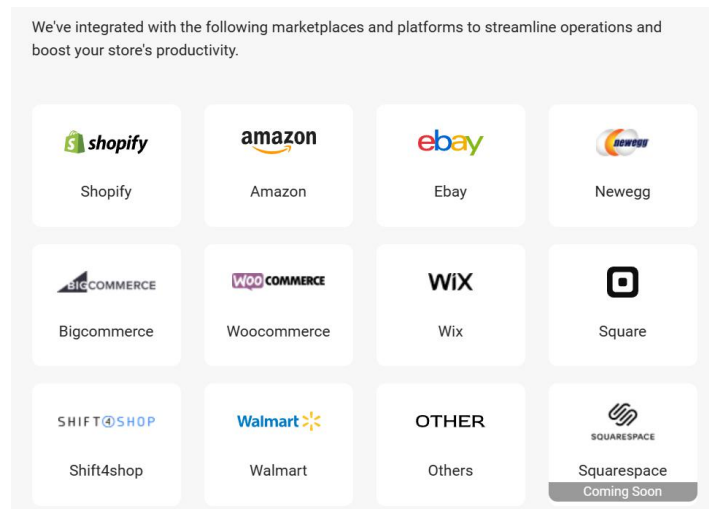 We've integrated with the following marketplaces and platforms to streamline operations and
boost your store's productivity.
shopify
amazon
ebay
newegg
Shopify
Amazon
Ebay
Newegg
BIGCOMMERCE
WOO COMMERCE
WiX
Bigcommerce
Woocommerce
Wix
Square
SHIFT4SHOP
Walmart
OTHER
SQUARESPACE
Shift4shop
Walmart
Others
Squarespace
Coming Soon